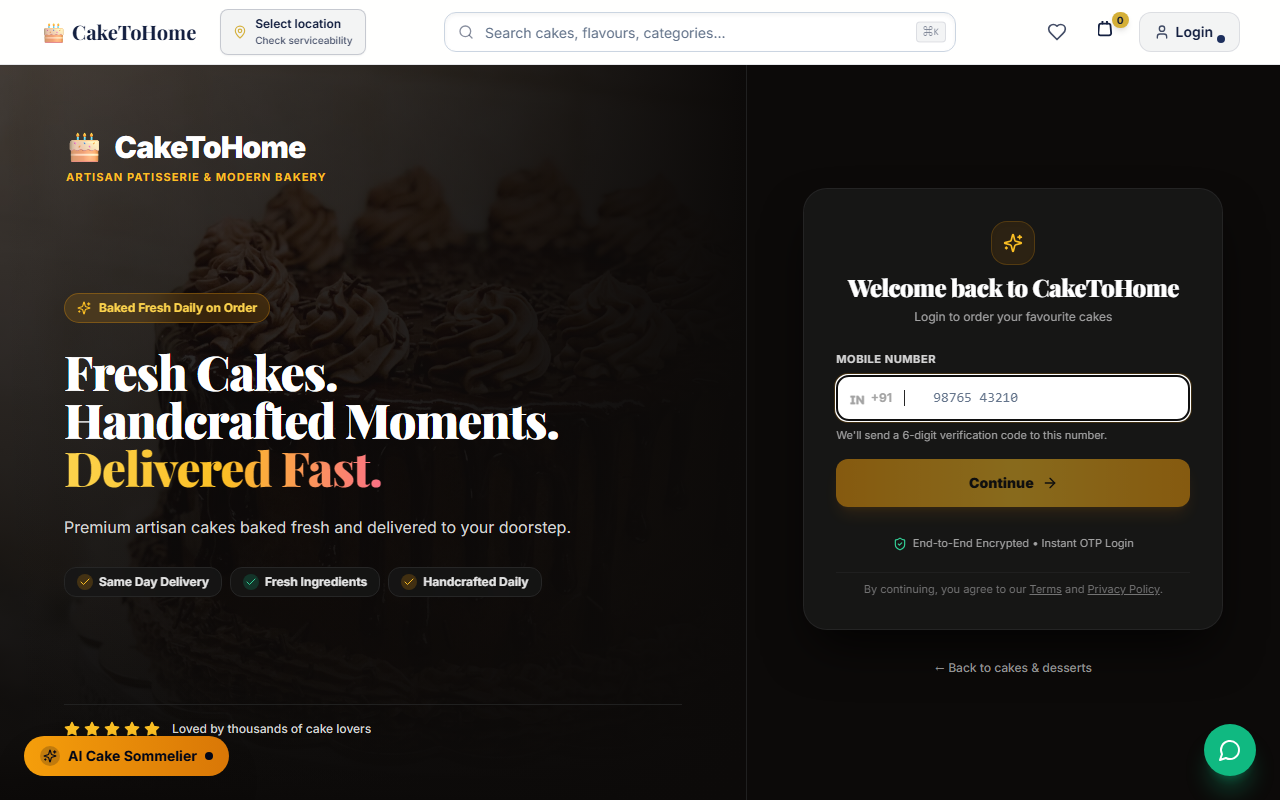 CakeToHome
Select location
Check serviceability
Search cakes, flavours, categories...
⌘K
0
Login
CakeToHome
ARTISAN PATISSERIE & MODERN BAKERY
Baked Fresh Daily on Order
Fresh Cakes.
Handcrafted Moments.
Delivered Fast.
Premium artisan cakes baked fresh and delivered to your doorstep.
Same Day Delivery
Fresh Ingredients
Handcrafted Daily
Loved by thousands of cake lovers
AI Cake Sommelier
Welcome back to CakeToHome
Login to order your favourite cakes
MOBILE NUMBER
IN +91 98765 43210
We'll send a 6-digit verification code to this number.
Continue →
End-to-End Encrypted • Instant OTP Login
By continuing, you agree to our Terms and Privacy Policy.
← Back to cakes & desserts